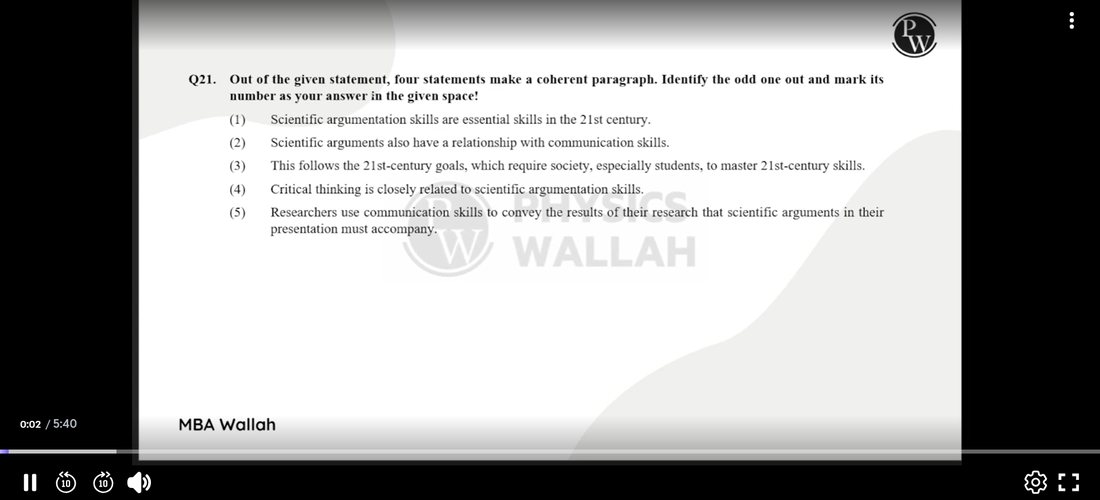 PW
Q21. Out of the given statement, four statements make a coherent paragraph. Identify the odd one out and mark its
number as your answer in the given space!
(1) Scientific argumentation skills are essential skills in the 21st century.
(2) Scientific arguments also have a relationship with communication skills.
(3) This follows the 21st-century goals, which require society, especially students, to master 21st-century skills.
(4) Critical thinking is closely related to scientific argumentation skills.
(5) Researchers use communication skills to convey the results of their research that scientific arguments in their
presentation must accompany.
PW PHYSICS
WALLAH
0:02 / 5:40
MBA Wallah
10 10